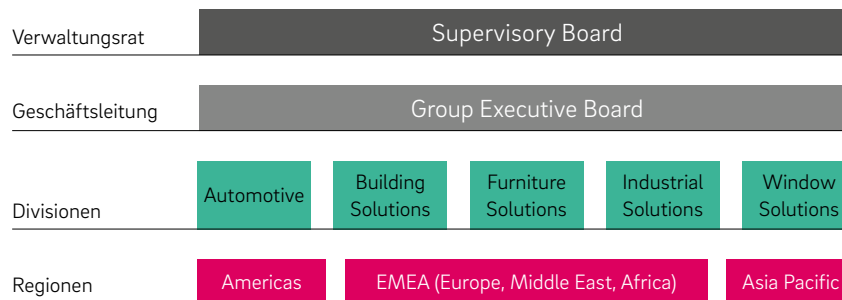 Verwaltungsrat Supervisory Board
Geschäftsleitung Group Executive Board
Divisionen Automotive Building Solutions Furniture Solutions Industrial Solutions Window Solutions
Regionen Americas EMEA (Europe, Middle East, Africa) Asia Pacific